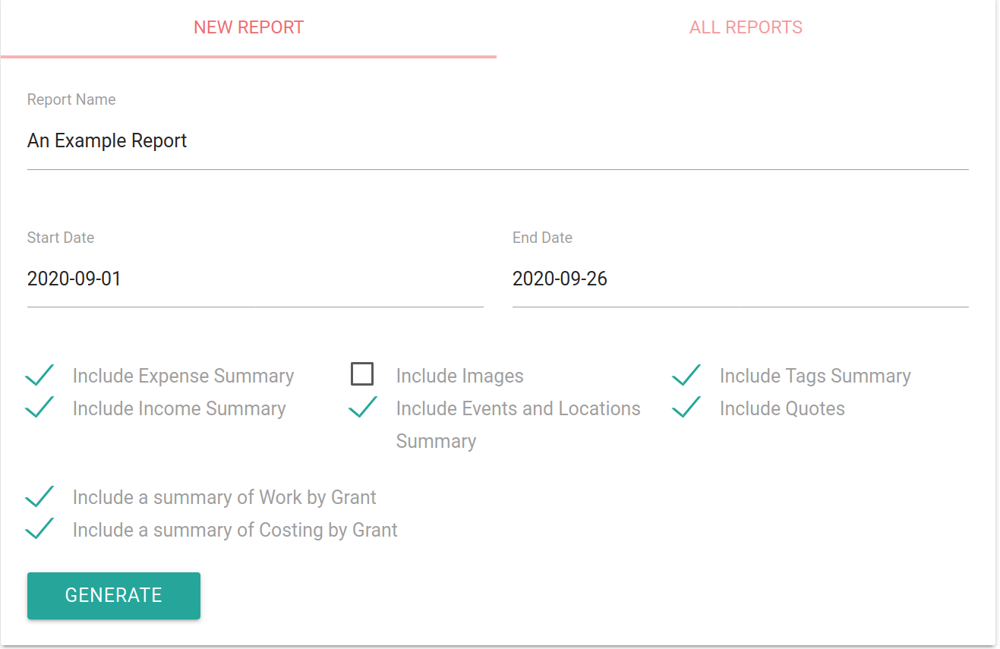 NEW REPORT
ALL REPORTS
Report Name
An Example Report
Start Date
End Date
2020-09-01
2020-09-26
Include Expense Summary
Include Images
Include Tags Summary
Include Income Summary
Include Events and Locations
Summary
Include Quotes
Include a summary of Work by Grant
Include a summary of Costing by Grant
GENERATE